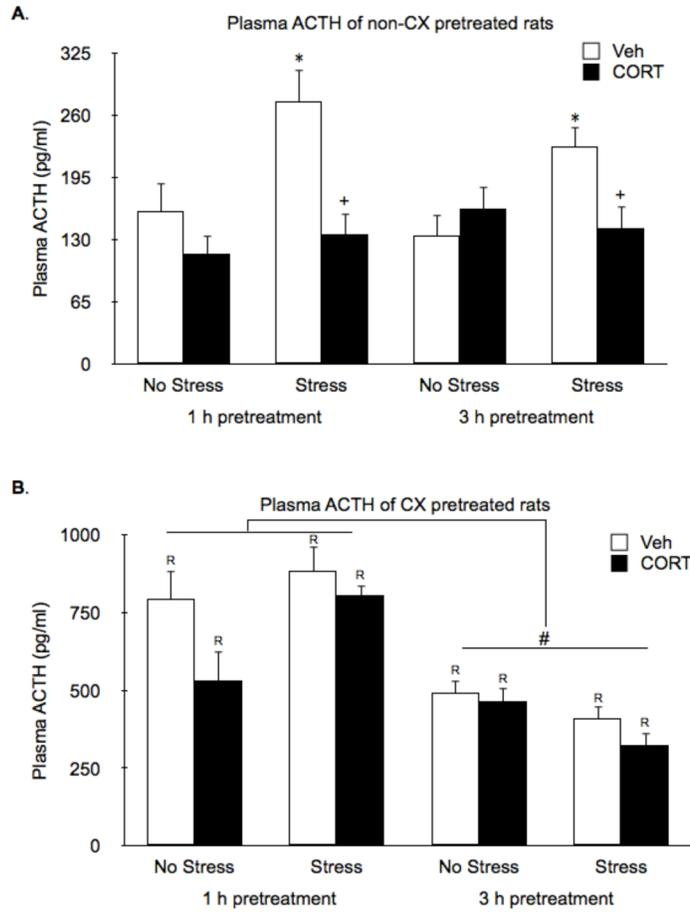 A.
Plasma ACTH of non-CX pretreated rats
Veh
CORT
Plasma ACTH (pg/ml)
325
260
195
130
65
0
*
+
*
+
No Stress Stress No Stress Stress
1 h pretreatment 3 h pretreatment
B.
Plasma ACTH of CX pretreated rats
Veh
CORT
Plasma ACTH (pg/ml)
1000
750
500
250
0
R R R R #
R R R R
No Stress Stress No Stress Stress
1 h pretreatment 3 h pretreatment